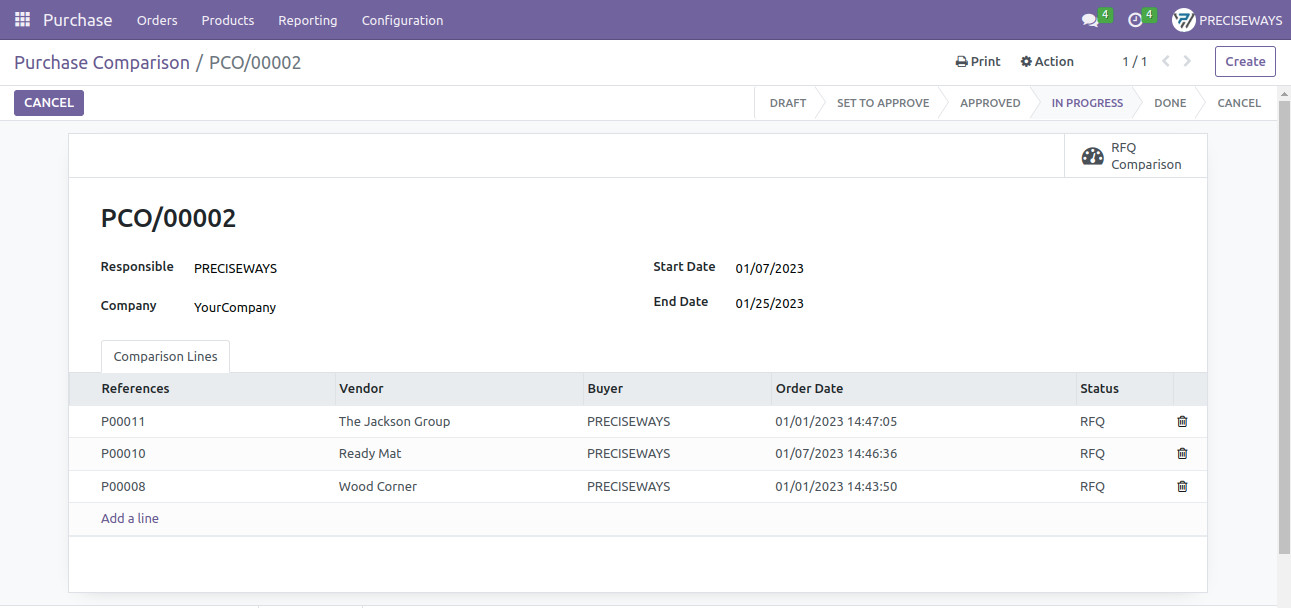 Purchase Orders Products Reporting Configuration 4 4 PRECISEWAYS
Purchase Comparison / PCO/00002 Print Action 1 / 1 Create
CANCEL DRAFT SET TO APPROVE APPROVED IN PROGRESS DONE CANCEL
RFQ
Comparison
PCO/00002
Responsible PRECISEWAYS Start Date 01/07/2023
Company YourCompany End Date 01/25/2023
Comparison Lines
References Vendor Buyer Order Date Status
P00011 The Jackson Group PRECISEWAYS 01/01/2023 14:47:05 RFQ
P00010 Ready Mat PRECISEWAYS 01/07/2023 14:46:36 RFQ
P00008 Wood Corner PRECISEWAYS 01/01/2023 14:43:50 RFQ
Add a line